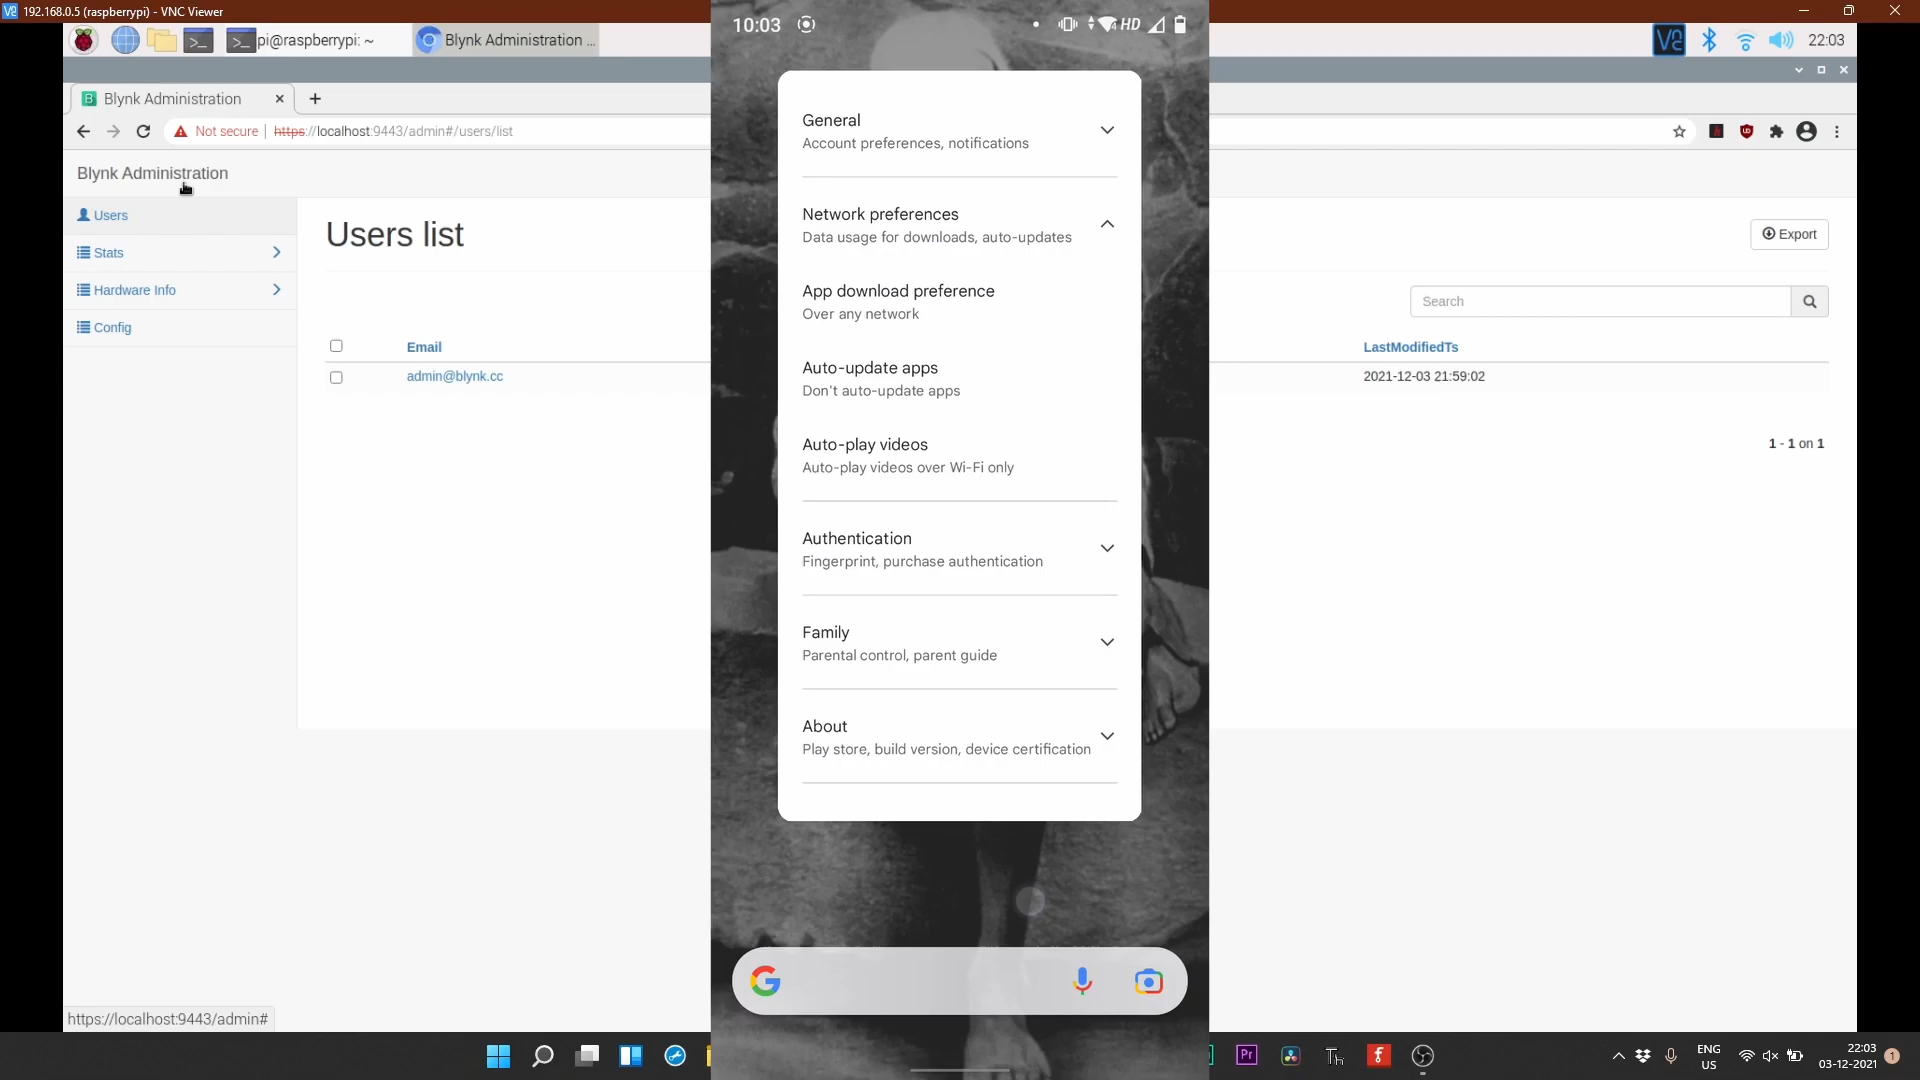 192.168.0.5 (raspberrypi) - VNC Viewer
pi@raspberrypi: ~
Blynk Administration ...
22:03
Blynk Administration
Not secure
https://localhost:9443/admin#/users/list
Blynk Administration
Users
Stats
Hardware Info
Config
Users list
Export
Search
Email
LastModifiedTs
admin@blynk.cc
2021-12-03 21:59:02
1 - 1 on 1
https://localhost:9443/admin#
10:03
HD
General
Account preferences, notifications
Network preferences
Data usage for downloads, auto-updates
App download preference
Over any network
Auto-update apps
Don't auto-update apps
Auto-play videos
Auto-play videos over Wi-Fi only
Authentication
Fingerprint, purchase authentication
Family
Parental control, parent guide
About
Play store, build version, device certification
Pr
ENG
US
22:03
03-12-2021
1